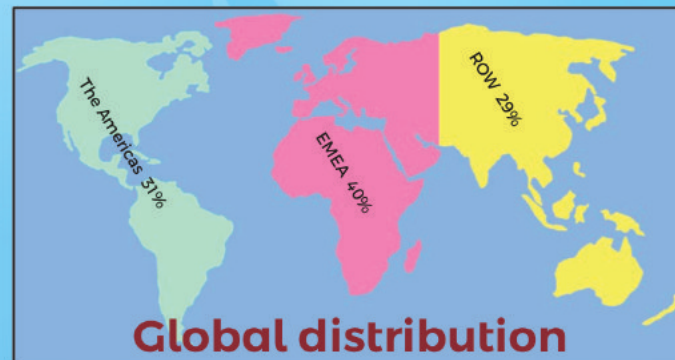 The Americas 31%
EMEA 40%
ROW 29%
Global distribution